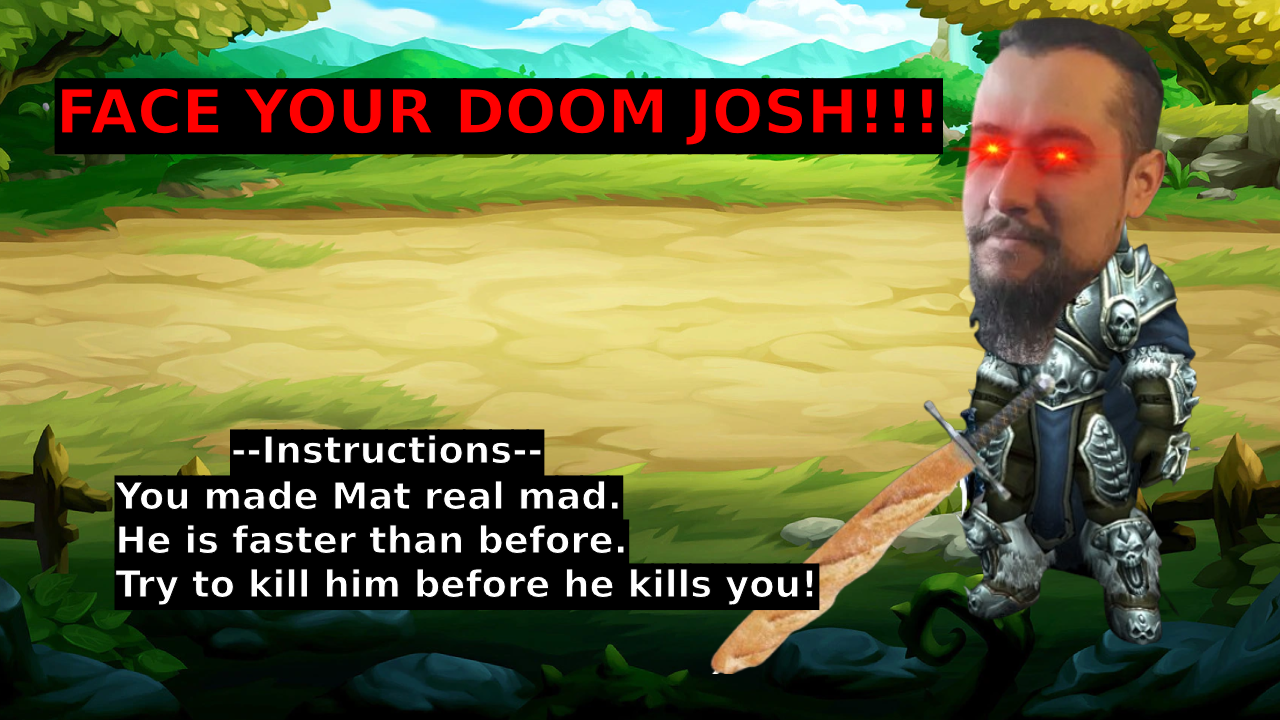 FACE YOUR DOOM JOSH!!!
--Instructions--
You made Mat real mad.
He is faster than before.
Try to kill him before he kills you!